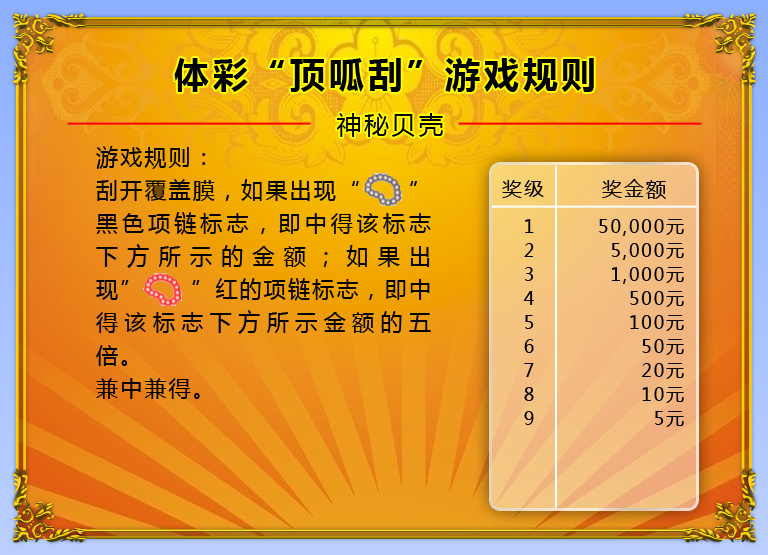 体彩“顶呱刮”游戏规则
神秘贝壳
游戏规则：
刮开覆盖膜，如果出现“ ”
黑色项链标志，即中得该标志
下方所示的金额；如果出
现” ”红的项链标志，即中
得该标志下方所示金额的五
倍。
兼中兼得。
奖级 奖金额
1 50,000元
2 5,000元
3 1,000元
4 500元
5 100元
6 50元
7 20元
8 10元
9 5元